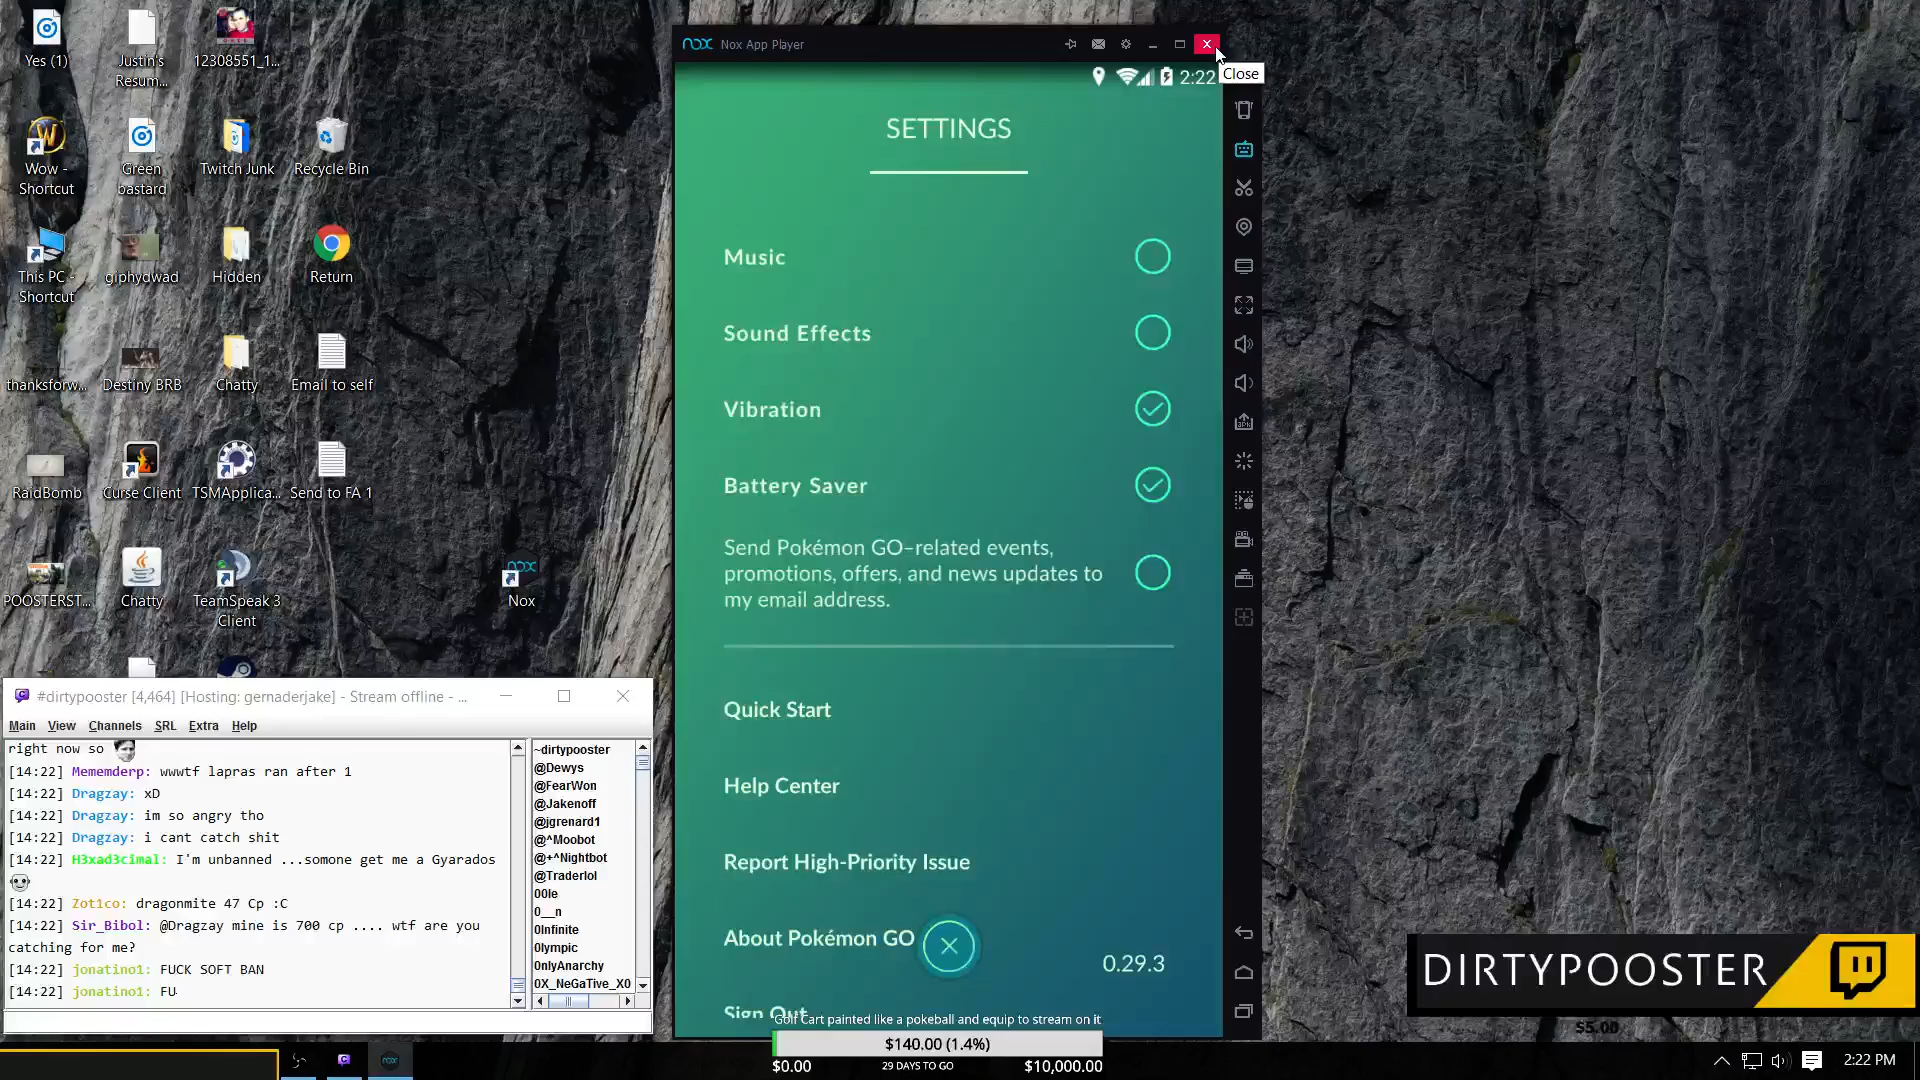 Yes (1)
Justin's
Resum...
12308551_1...
Wow -
Shortcut
Green
bastard
Twitch Junk
Recycle Bin
This PC -
Shortcut
giphydwad
Hidden
Return
thanksforw...
Destiny BRB
Chatty
Email to self
RaidBomb
Curse Client
TSMApplica...
Send to FA 1
POOSTERST...
Chatty
TeamSpeak 3
Client
nox
Nox
nox Nox App Player
Close
2:22
SETTINGS
Music
Sound Effects
Vibration
Battery Saver
Send Pokémon GO–related events,
promotions, offers, and news updates to
my email address.
Quick Start
Help Center
Report High-Priority Issue
About Pokémon GO
0.29.3
Sign Out
Golf Cart painted like a pokeball and equip to stream on it
$140.00 (1.4%)
$0.00 29 DAYS TO GO $10,000.00
#dirtypooster [4,464] [Hosting: gernaderjake] - Stream offline - ...
Main View Channels SRL Extra Help
right now so
[14:22] Mememderp: wwwtf lapras ran after 1
[14:22] Dragzay: xD
[14:22] Dragzay: im so angry tho
[14:22] Dragzay: i cant catch shit
[14:22] H3xad3cimal: I'm unbanned ...somone get me a Gyarados
[14:22] Zot1co: dragonmite 47 Cp :C
[14:22] Sir_Bibol: @Dragzay mine is 700 cp .... wtf are you
catching for me?
[14:22] jonatino1: FUCK SOFT BAN
[14:22] jonatino1: FU
~dirtypooster
@Dewys
@FearWon
@Jakenoff
@jgrenard1
@^Moobot
@+^Nightbot
@Traderlol
00le
0__n
0Infinite
0lympic
0nlyAnarchy
0X_NeGaTive_X0
DIRTYPOOSTER
$5.00
2:22 PM